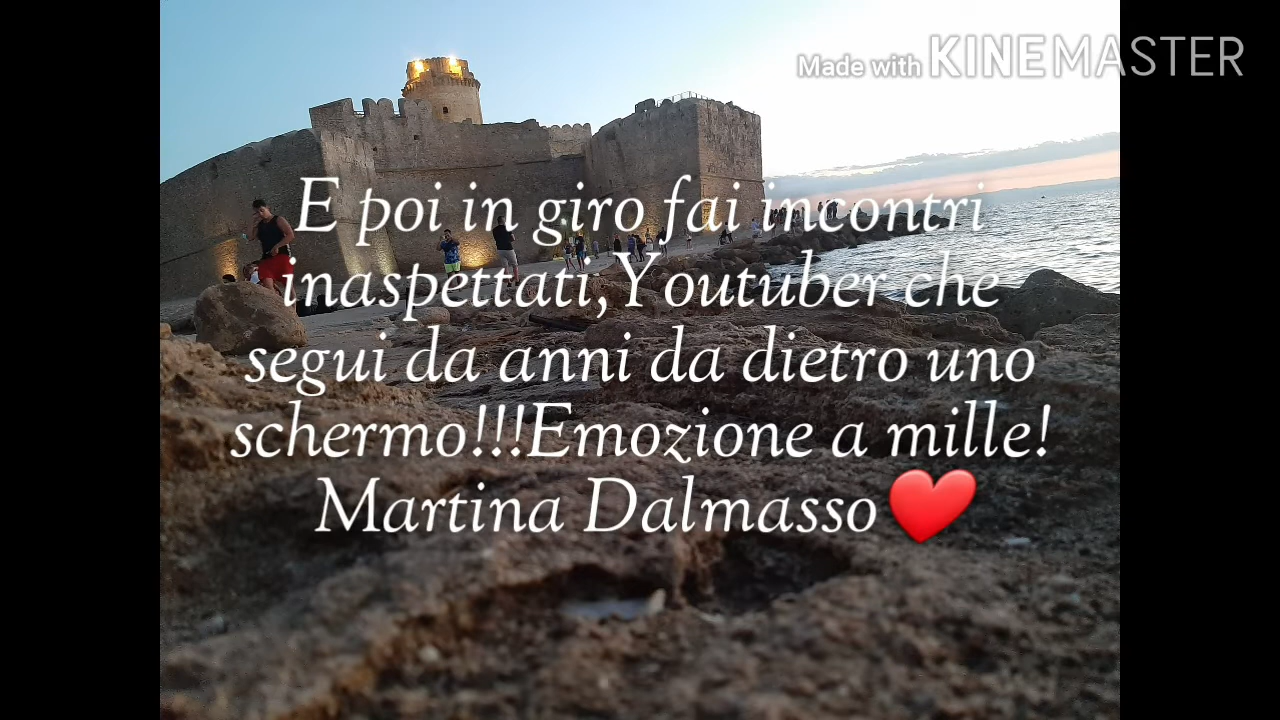 Made with KINEMASTER
E poi in giro fai incontri
inaspettati,Youtuber che
segui da anni da dietro uno
schermo!!!Emozione a mille!
Martina Dalmasso❤️